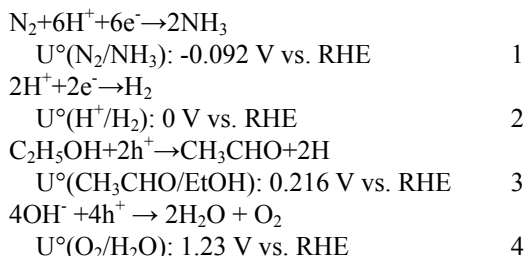 N₂+6H⁺+6e⁻→2NH₃
U°(N₂/NH₃): -0.092 V vs. RHE 1
2H⁺+2e⁻→H₂
U°(H⁺/H₂): 0 V vs. RHE 2
C₂H₅OH+2h⁺→CH₃CHO+2H
U°(CH₃CHO/EtOH): 0.216 V vs. RHE 3
4OH⁻ +4h⁺ → 2H₂O + O₂
U°(O₂/H₂O): 1.23 V vs. RHE 4